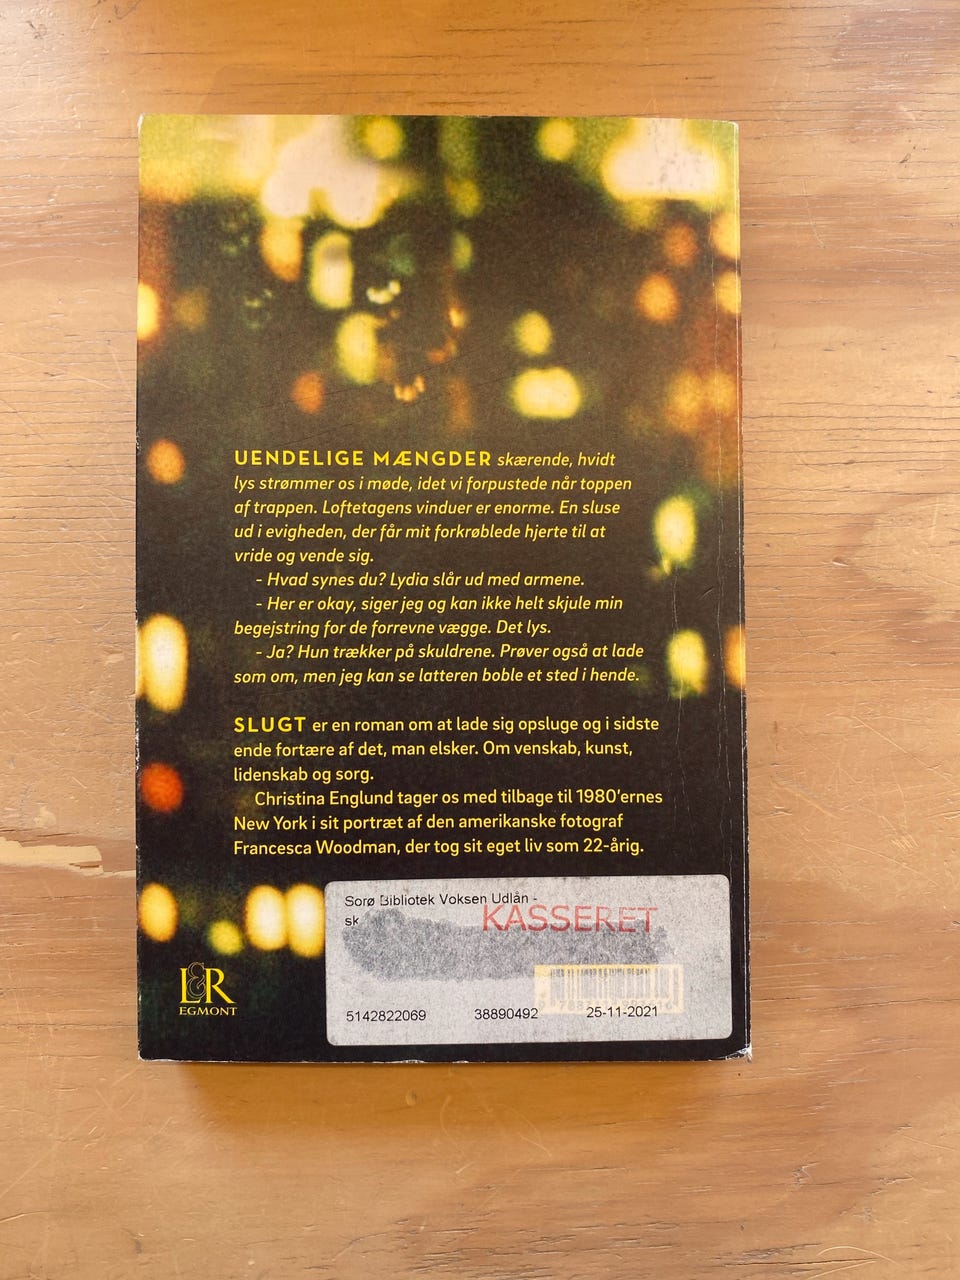 UENDELIGE MÆNGDER skærende, hvidt
lys strømmer os i møde, idet vi forpustede når toppen
af trappen. Loftetagens vinduer er enorme. En sluse
ud i evigheden, der får mit forkrøblede hjerte til at
vride og vende sig.
- Hvad synes du? Lydia slår ud med armene.
- Her er okay, siger jeg og kan ikke helt skjule min
begejstring for de forrevne vægge. Det lys.
- Ja? Hun trækker på skuldrene. Prøver også at lade
som om, men jeg kan se latteren boble et sted i hende.
SLUGT er en roman om at lade sig opsluge og i sidste
ende fortære af det, man elsker. Om venskab, kunst,
lidenskab og sorg.
Christina Englund tager os med tilbage til 1980'ernes
New York i sit portræt af den amerikanske fotograf
Francesca Woodman, der tog sit eget liv som 22-årig.
Sorø Bibliotek Voksen Udlån -
sk
KASSERET
5142822069 38890492 25-11-2021
L&R
EGMONT